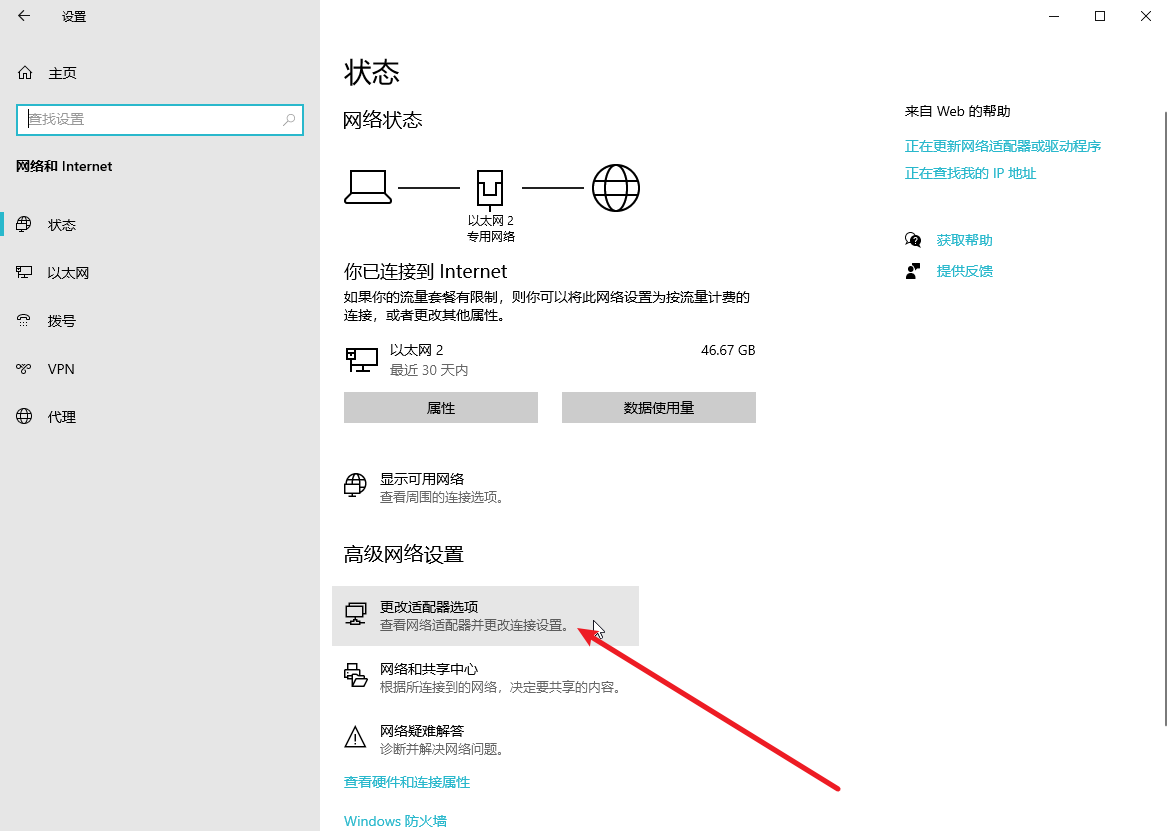 设置
主页
查找设置
网络和 Internet
状态
以太网
拨号
VPN
代理
状态
网络状态
以太网 2
专用网络
你已连接到 Internet
如果你的流量套餐有限制，则你可以将此网络设置为按流量计费的
连接，或者更改其他属性。
以太网 2
46.67 GB
最近 30 天内
属性
数据使用量
显示可用网络
查看周围的连接选项。
高级网络设置
更改适配器选项
查看网络适配器并更改连接设置。
网络和共享中心
根据所连接到的网络，决定要共享的内容。
网络疑难解答
诊断并解决网络问题。
查看硬件和连接属性
Windows 防火墙
来自 Web 的帮助
正在更新网络适配器或驱动程序
正在查找我的 IP 地址
获取帮助
提供反馈